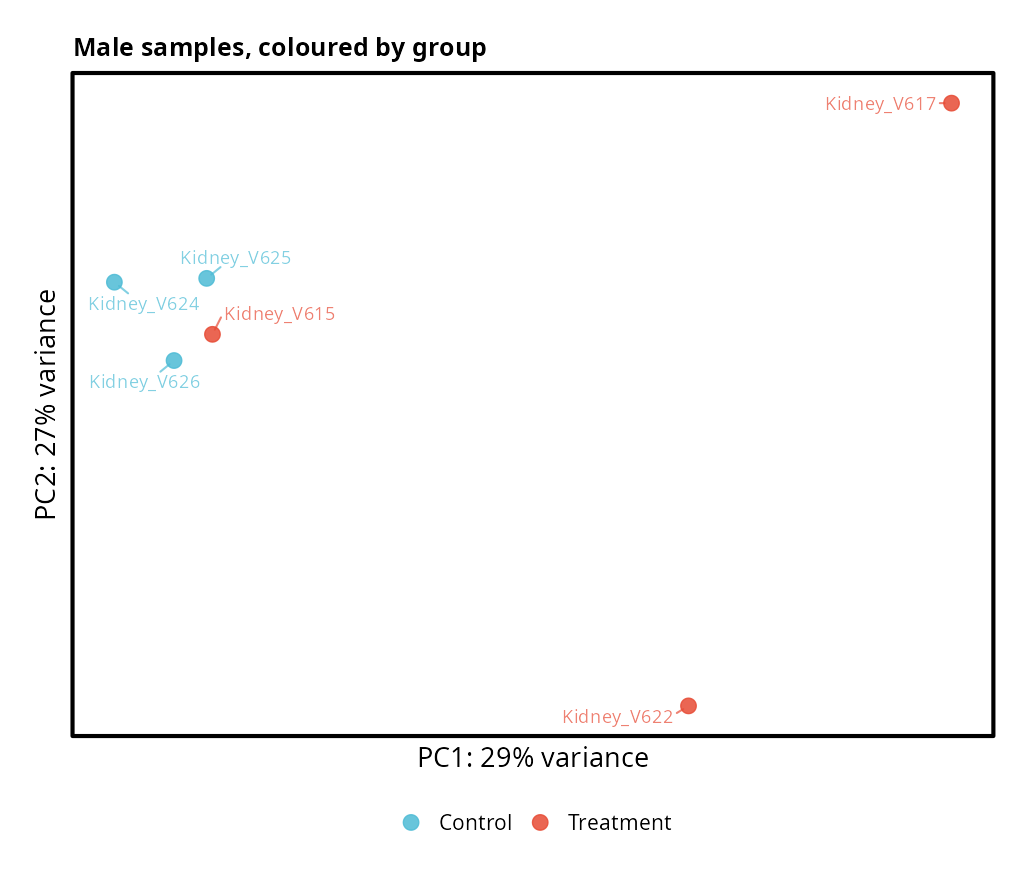 Male samples, coloured by group
Kidney_V617
Kidney_V625
Kidney_V624
Kidney_V615
Kidney_V626
Kidney_V622
PC2: 27% variance
PC1: 29% variance
Control
Treatment